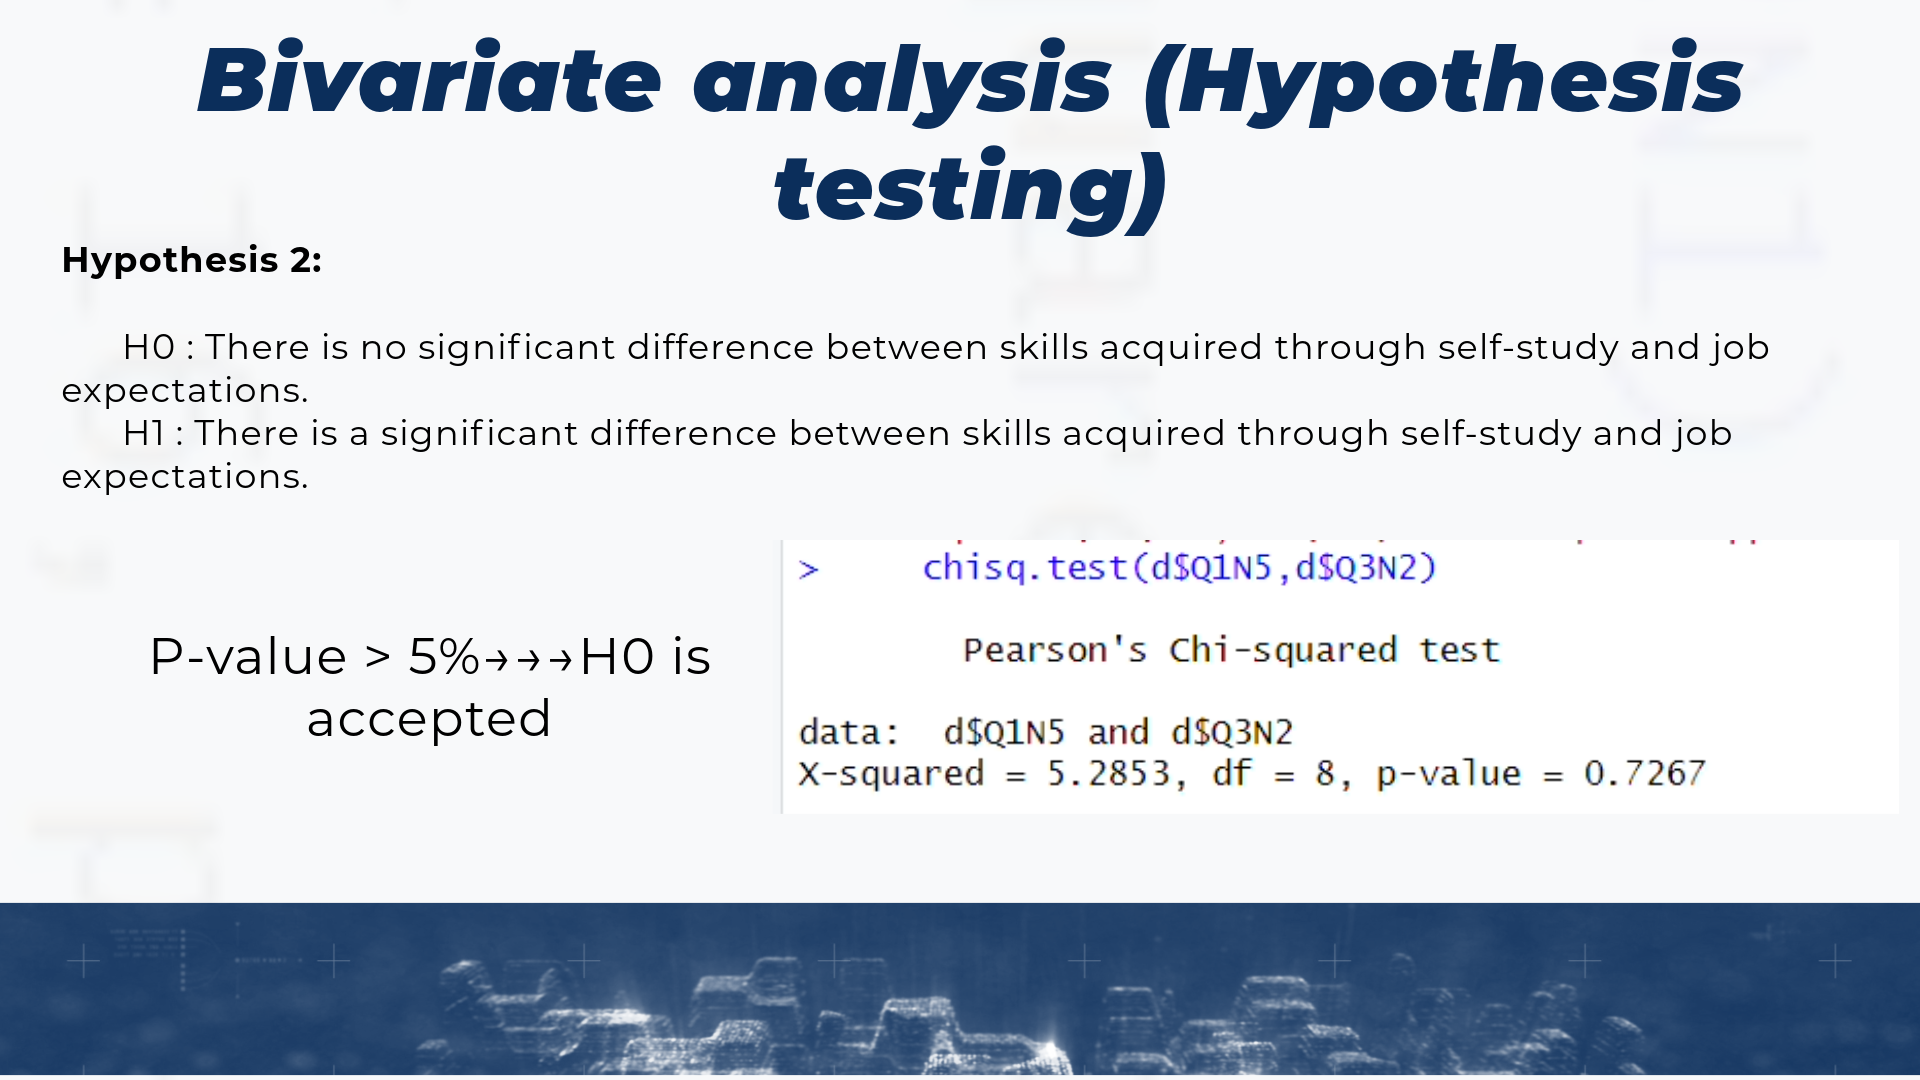 Bivariate analysis (Hypothesis
testing)
Hypothesis 2:
H0 : There is no significant difference between skills acquired through self-study and job
expectations.
H1 : There is a significant difference between skills acquired through self-study and job
expectations.
P-value > 5%→→→H0 is
accepted
> chisq.test(d$Q1N5,d$Q3N2)
Pearson's Chi-squared test
data: d$Q1N5 and d$Q3N2
X-squared = 5.2853, df = 8, p-value = 0.7267